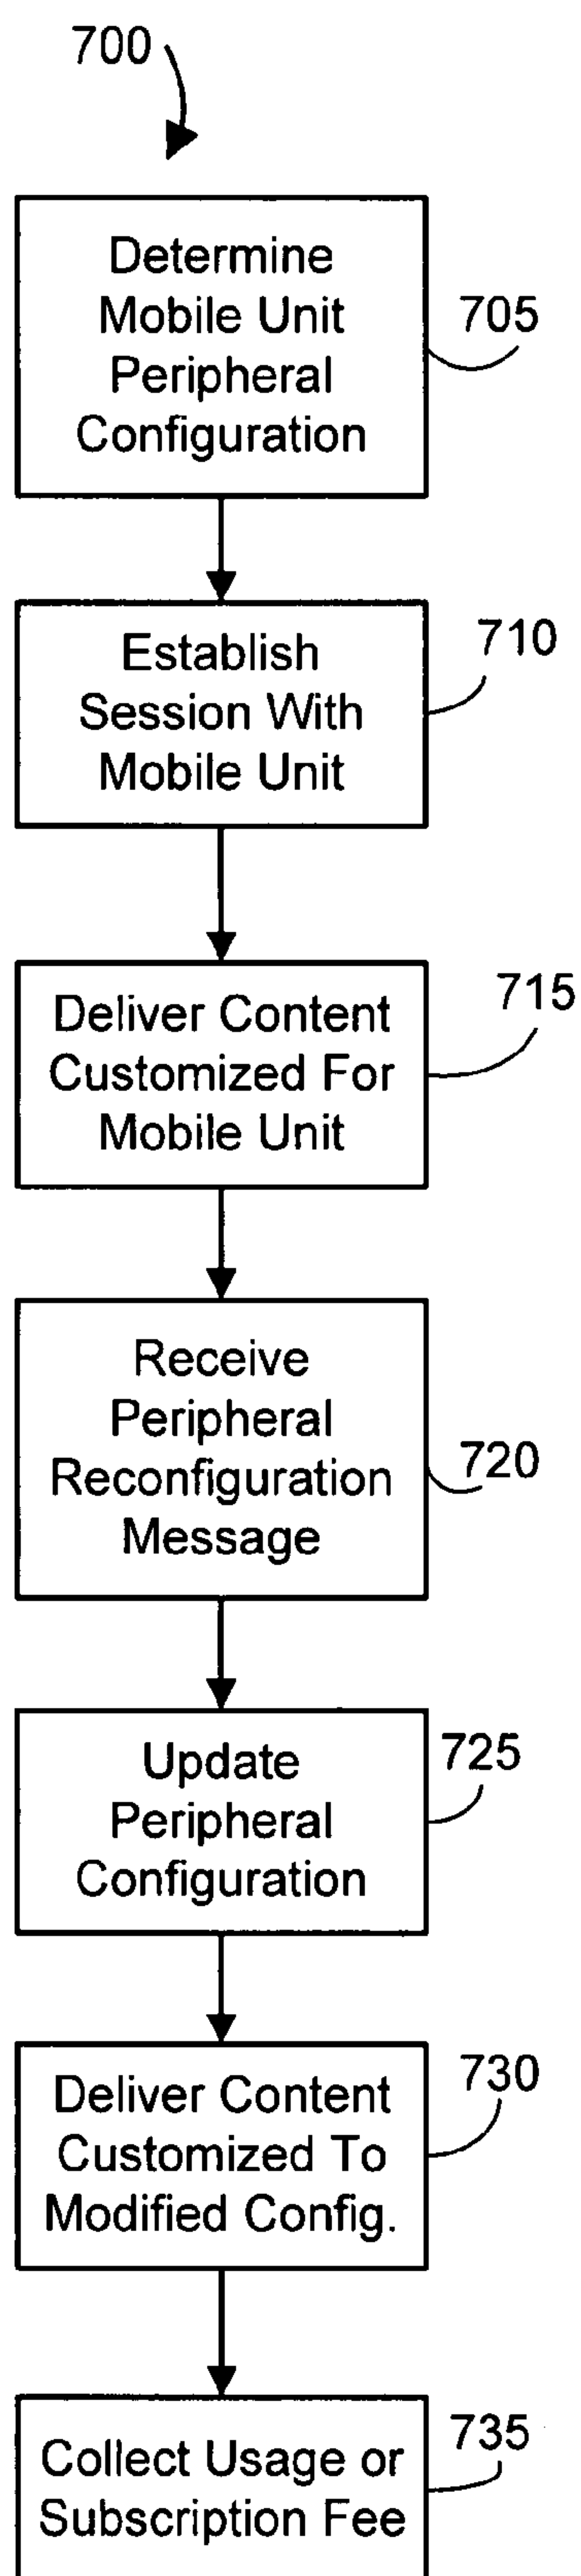 700
Determine
Mobile Unit
Peripheral
Configuration
705
Establish
Session With
Mobile Unit
710
Deliver Content
Customized For
Mobile Unit
715
Receive
Peripheral
Reconfiguration
Message
720
Update
Peripheral
Configuration
725
Deliver Content
Customized To
Modified Config.
730
Collect Usage or
Subscription Fee
735